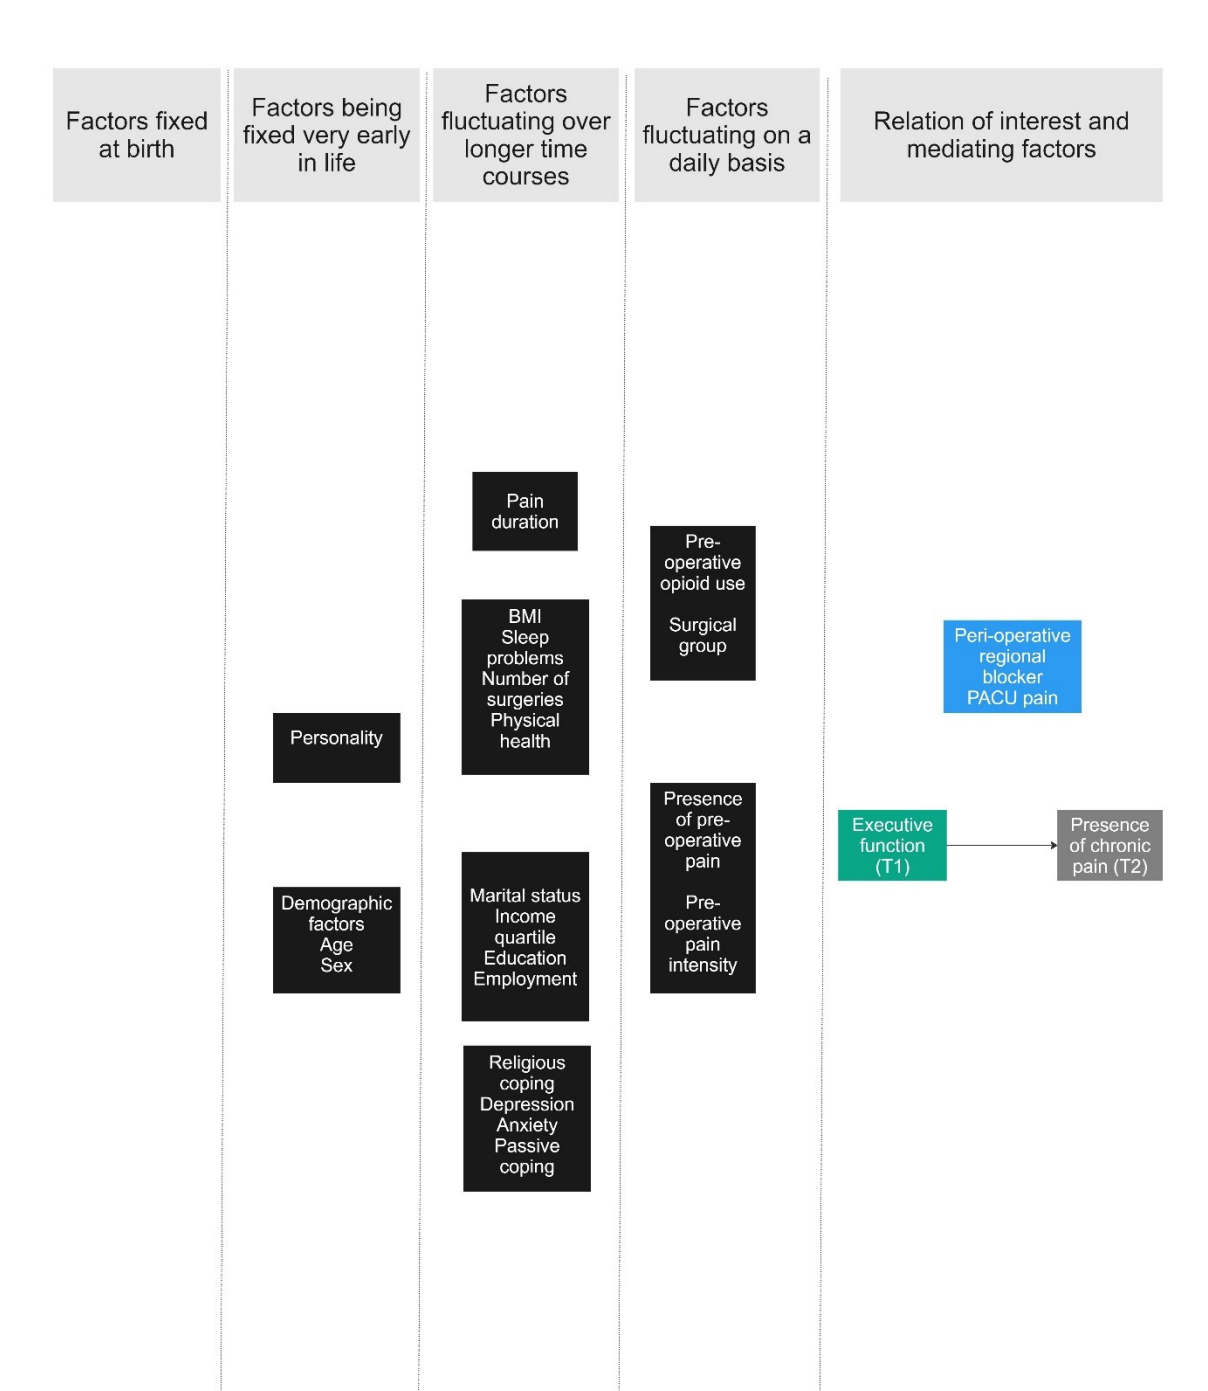 Factors fixed
at birth
Factors being
fixed very early
in life
Factors
fluctuating over
longer time
courses
Factors
fluctuating on a
daily basis
Relation of interest and
mediating factors
Personality
Demographic
factors
Age
Sex
Pain
duration
BMI
Sleep
problems
Number of
surgeries
Physical
health
Marital status
Income
quartile
Education
Employment
Religious
coping
Depression
Anxiety
Passive
coping
Pre-
operative
opioid use
Surgical
group
Presence
of pre-
operative
pain
Pre-
operative
pain
intensity
Peri-operative
regional
blocker
PACU pain
Executive
function
(T1)
Presence
of chronic
pain (T2)